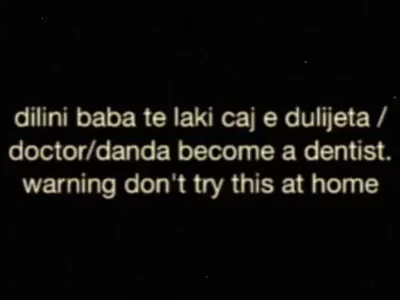 dilini baba te laki caj e dulijeta /
doctor/danda become a dentist.
warning don't try this at home